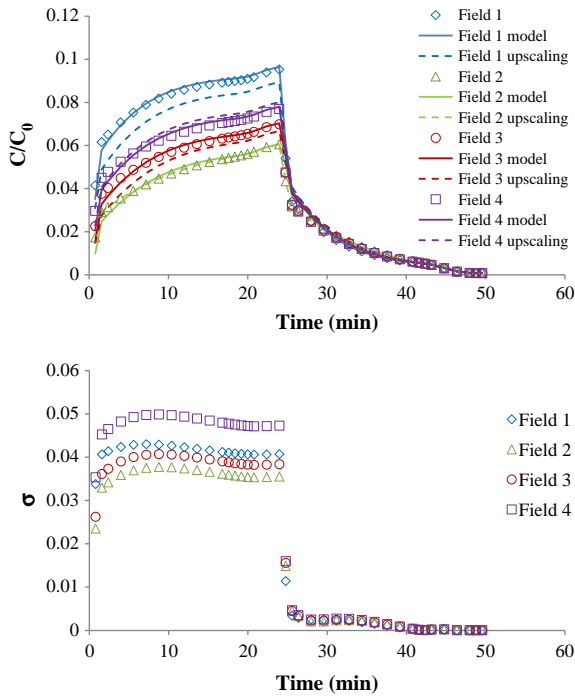 C/C0
0.12
0.1
0.08
0.06
0.04
0.02
0
0 10 20 30 40 50 60
Time (min)
Field 1
Field 1 model
Field 1 upscaling
Field 2
Field 2 model
Field 2 upscaling
Field 3
Field 3 model
Field 3 upscaling
Field 4
Field 4 model
Field 4 upscaling
σ
0.06
0.05
0.04
0.03
0.02
0.01
0
0 10 20 30 40 50 60
Time (min)
Field 1
Field 2
Field 3
Field 4